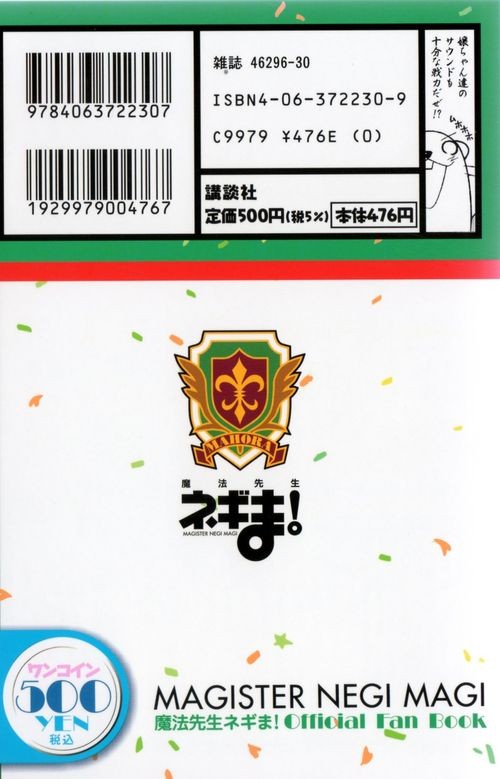 9784063722307
1929979004767
雑誌 46296-30
ISBN4-06-372230-9
C9979 ¥476E (0)
講談社
定価500円(税5%) 本体476円
嬢ちゃん達の
サウンドも
十分な戦力だぜ!?
ムボボボ
MAHORA
魔法先生
ネギま!
MAGISTER NEGI MAGI
ワンコイン
500
YEN
税込
MAGISTER NEGI MAGI
魔法先生ネギま! Official Fan Book